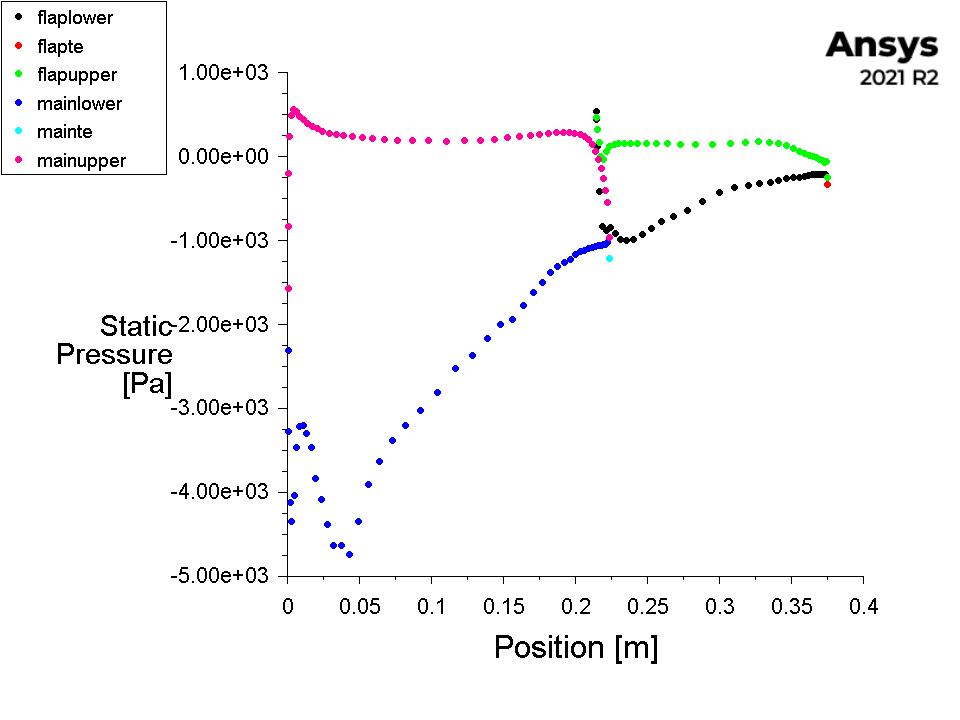 flaplower
flapte
flapupper
mainlower
mainte
mainupper
Ansys
2021 R2
1.00e+03
0.00e+00
-1.00e+03
-2.00e+03
-3.00e+03
-4.00e+03
-5.00e+03
Static
Pressure
[Pa]
0 0.05 0.1 0.15 0.2 0.25 0.3 0.35 0.4
Position [m]